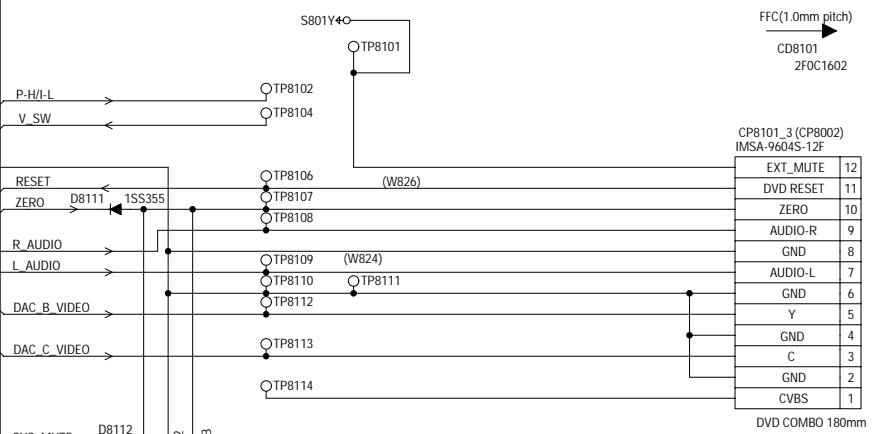 S801Y
FFC(1.0mm pitch)
TP8101
CD8101
2F0C1602
P-H/I-L
TP8102
V_SW
TP8104
CP8101_3 (CP8002)
IMSA-9604S-12F
EXT_MUTE 12
RESET
TP8106
(W826)
DVD RESET 11
ZERO
D8111
1SS355
TP8107
ZERO 10
TP8108
AUDIO-R 9
R_AUDIO
GND 8
L_AUDIO
TP8109
(W824)
AUDIO-L 7
TP8110
TP8111
GND 6
DAC_B_VIDEO
TP8112
Y 5
GND 4
DAC_C_VIDEO
TP8113
C 3
TP8114
GND 2
CVBS 1
DVD COMBO 180mm
D8112